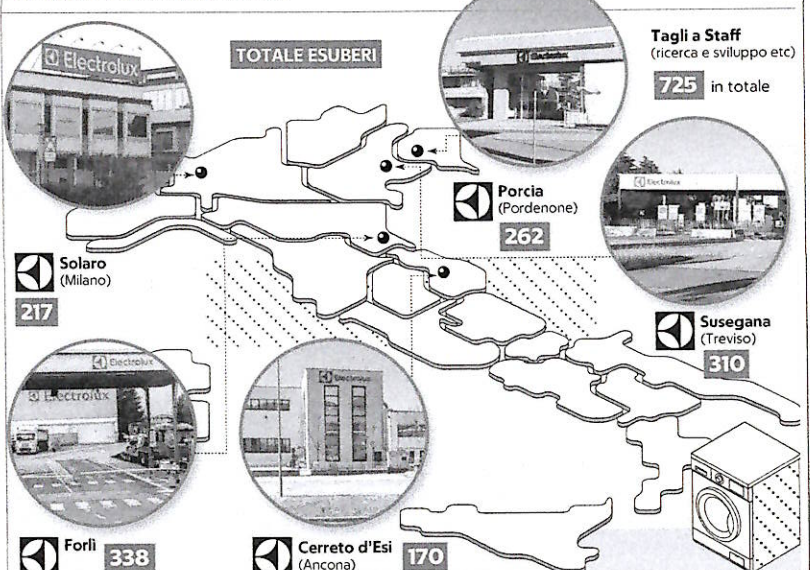 TOTALE ESUBERI
Tagli a Staff
(ricerca e sviluppo etc)
725 in totale
Electrolux
Electrolux
Porcia
(Pordenone)
262
Electrolux
Solaro
(Milano)
217
Susegana
(Treviso)
310
Electrolux
Electrolux
Electrolux
Forlì
338
Cerreto d'Esi
(Ancona)
170